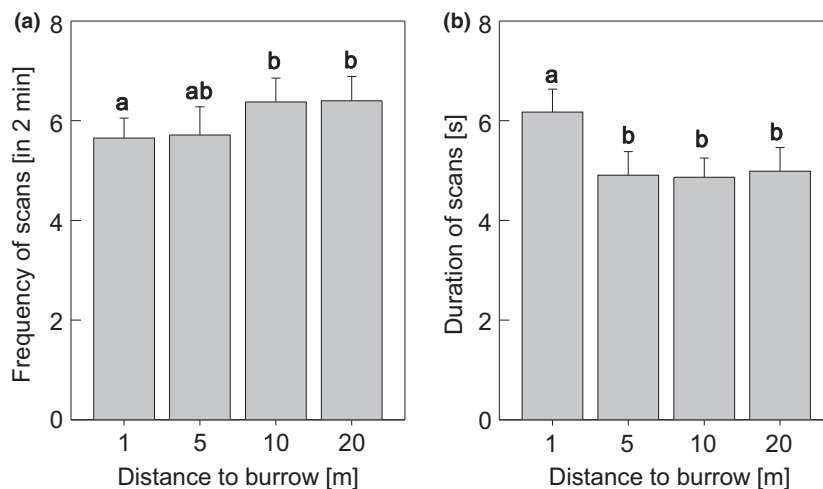 (a)
8
6
4
2
0
Frequency of scans [in 2 min]
a
ab
b
b
1 5 10 20
Distance to burrow [m]
(b)
8
6
4
2
0
Duration of scans [s]
a
b
b
b
1 5 10 20
Distance to burrow [m]